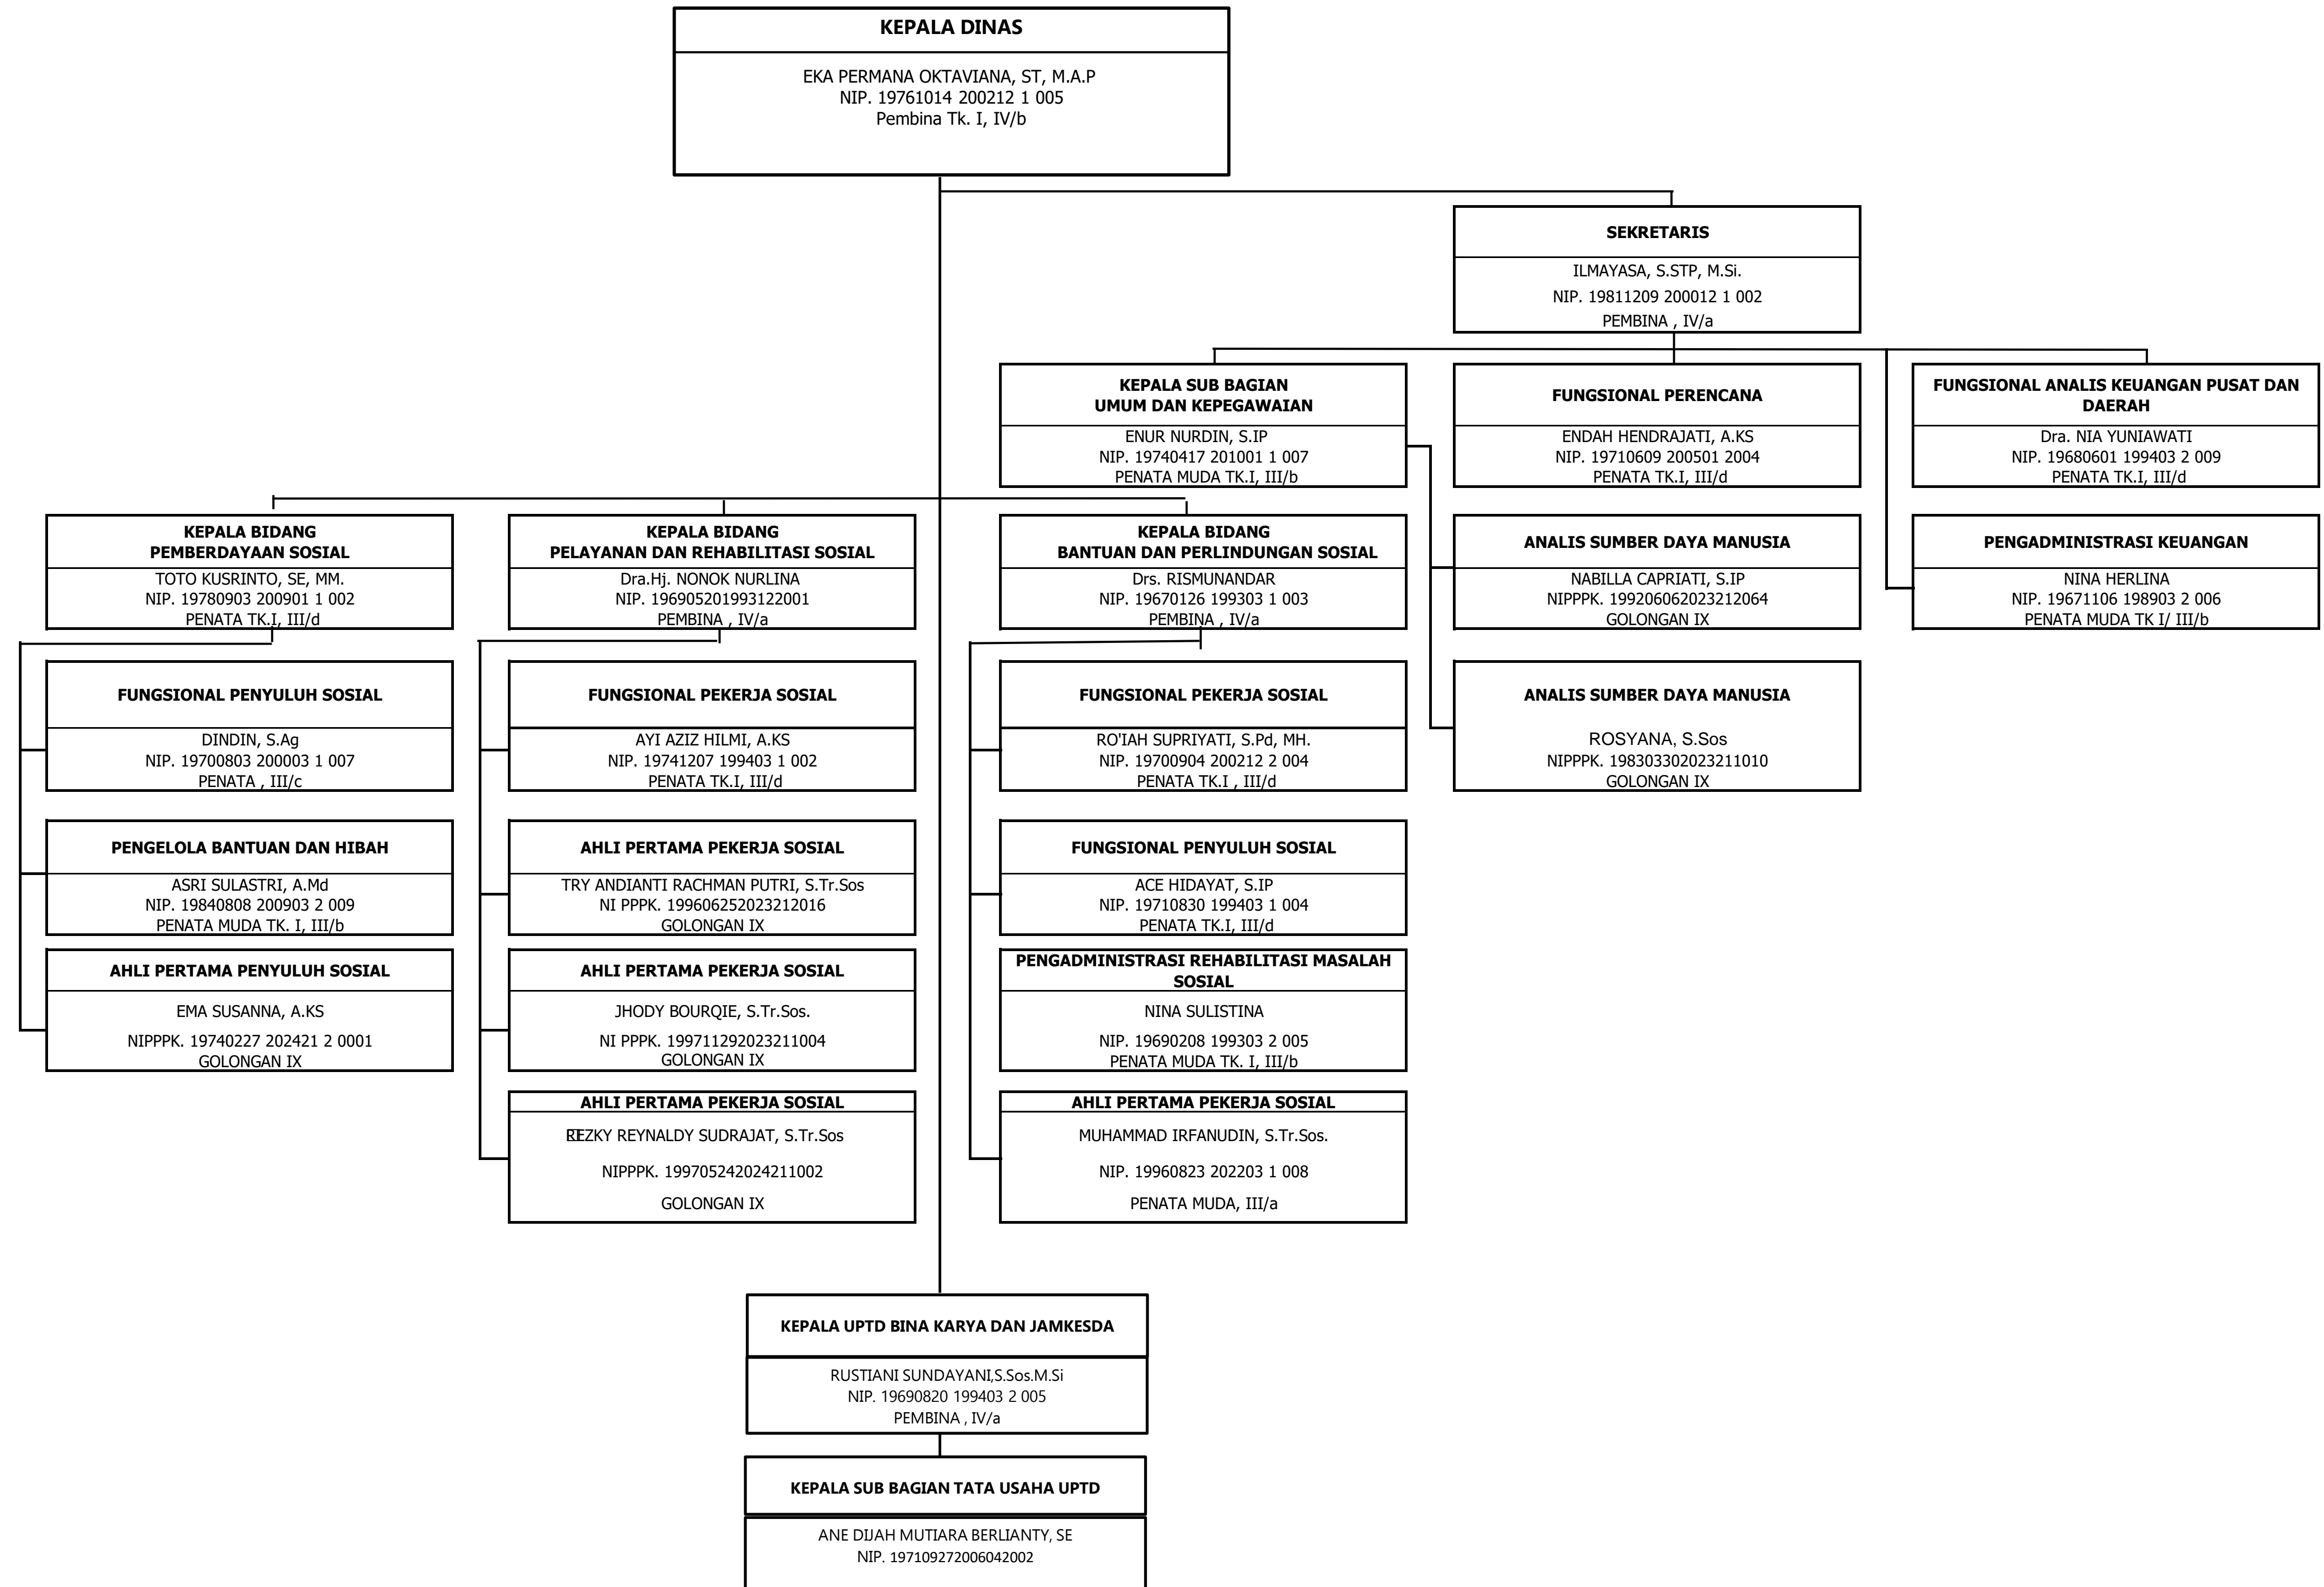 KEPALA DINAS
EKA PERMANA OKTAVIANA, ST, M.A.P
NIP. 19761014 200212 1 005
Pembina Tk. I, IV/b
SEKRETARIS
ILMAYASA, S.STP, M.Si.
NIP. 19811209 200012 1 002
PEMBINA , IV/a
KEPALA SUB BAGIAN
UMUM DAN KEPEGAWAIAN
ENUR NURDIN, S.IP
NIP. 19740417 201001 1 007
PENATA MUDA TK.I, III/b
FUNGSIONAL PERENCANA
ENDAH HENDRAJATI, A.KS
NIP. 19710609 200501 2004
PENATA TK.I, III/d
FUNGSIONAL ANALIS KEUANGAN PUSAT DAN
DAERAH
Dra. NIA YUNIAWATI
NIP. 19680601 199403 2 009
PENATA TK.I, III/d
KEPALA BIDANG
PEMBERDAYAAN SOSIAL
TOTO KUSRINTO, SE, MM.
NIP. 19780903 200901 1 002
PENATA TK.I, III/d
KEPALA BIDANG
PELAYANAN DAN REHABILITASI SOSIAL
Dra.Hj. NONOK NURLINA
NIP. 196905201993122001
PEMBINA , IV/a
KEPALA BIDANG
BANTUAN DAN PERLINDUNGAN SOSIAL
Drs. RISMUNANDAR
NIP. 19670126 199303 1 003
PEMBINA , IV/a
ANALIS SUMBER DAYA MANUSIA
NABILLA CAPRIATI, S.IP
NIPPPK. 199206062023212064
GOLONGAN IX
PENGADMINISTRASI KEUANGAN
NINA HERLINA
NIP. 19671106 198903 2 006
PENATA MUDA TK I/ III/b
FUNGSIONAL PENYULUH SOSIAL
DINDIN, S.Ag
NIP. 19700803 200003 1 007
PENATA , III/c
FUNGSIONAL PEKERJA SOSIAL
AYI AZIZ HILMI, A.KS
NIP. 19741207 199403 1 002
PENATA TK.I, III/d
FUNGSIONAL PEKERJA SOSIAL
RO'IAH SUPRIYATI, S.Pd, MH.
NIP. 19700904 200212 2 004
PENATA TK.I , III/d
ANALIS SUMBER DAYA MANUSIA
ROSYANA, S.Sos
NIPPPK. 198303302023211010
GOLONGAN IX
PENGELOLA BANTUAN DAN HIBAH
ASRI SULASTRI, A.Md
NIP. 19840808 200903 2 009
PENATA MUDA TK. I, III/b
AHLI PERTAMA PEKERJA SOSIAL
TRY ANDIANTI RACHMAN PUTRI, S.Tr.Sos
NI PPPK. 199606252023212016
GOLONGAN IX
FUNGSIONAL PENYULUH SOSIAL
ACE HIDAYAT, S.IP
NIP. 19710830 199403 1 004
PENATA TK.I, III/d
AHLI PERTAMA PENYULUH SOSIAL
EMA SUSANNA, A.KS
NIPPPK. 19740227 202421 2 0001
GOLONGAN IX
AHLI PERTAMA PEKERJA SOSIAL
JHODY BOURQIE, S.Tr.Sos.
NI PPPK. 199711292023211004
GOLONGAN IX
PENGADMINISTRASI REHABILITASI MASALAH
SOSIAL
NINA SULISTINA
NIP. 19690208 199303 2 005
PENATA MUDA TK. I, III/b
AHLI PERTAMA PEKERJA SOSIAL
REYNALDY SUDRAJAT, S.Tr.Sos
NIPPPK. 199705242024211002
GOLONGAN IX
AHLI PERTAMA PEKERJA SOSIAL
MUHAMMAD IRFANUDIN, S.Tr.Sos.
NIP. 19960823 202203 1 008
PENATA MUDA, III/a
KEPALA UPTD BINA KARYA DAN JAMKESDA
RUSTIANI SUNDAYANI,S.Sos.M.Si
NIP. 19690820 199403 2 005
PEMBINA , IV/a
KEPALA SUB BAGIAN TATA USAHA UPTD
ANE DIJAH MUTIARA BERLIANTY, SE
NIP. 197109272006042002